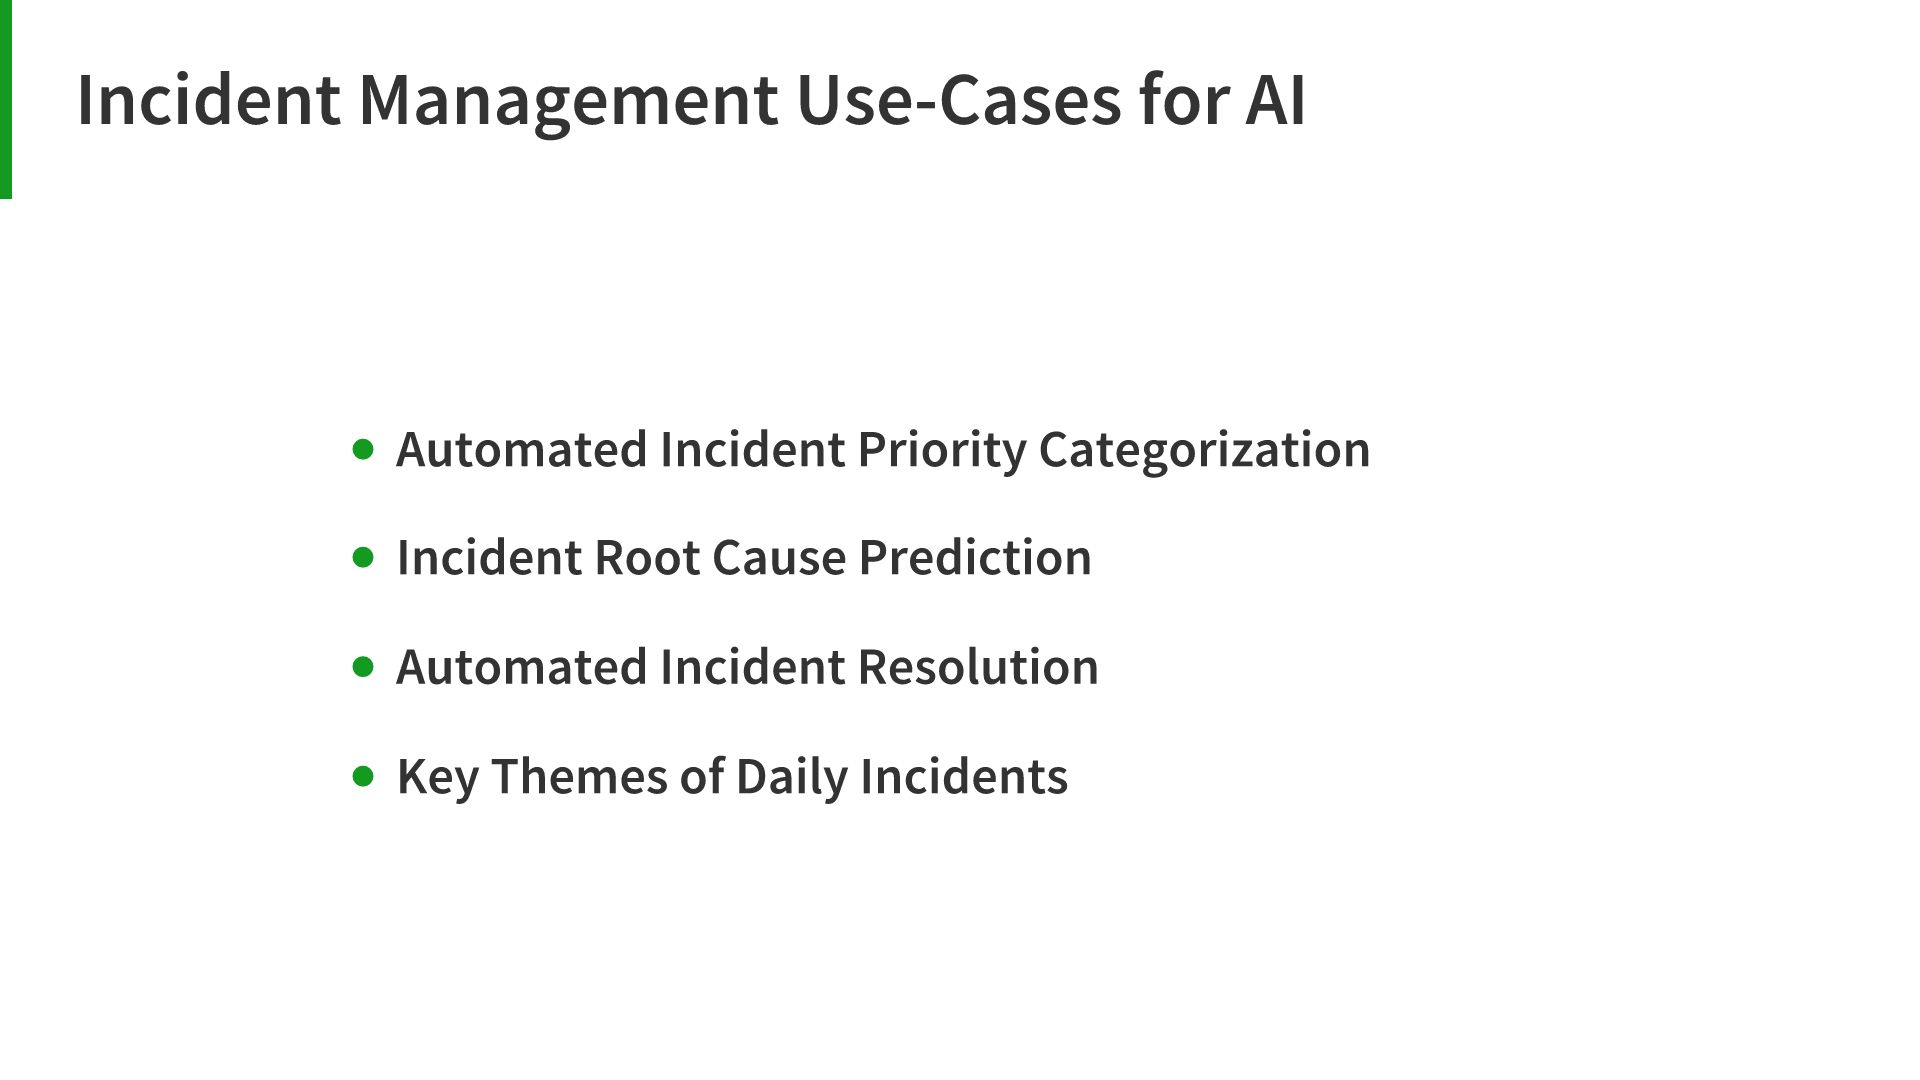 Incident Management Use-Cases for AI
Automated Incident Priority Categorization
Incident Root Cause Prediction
Automated Incident Resolution
Key Themes of Daily Incidents